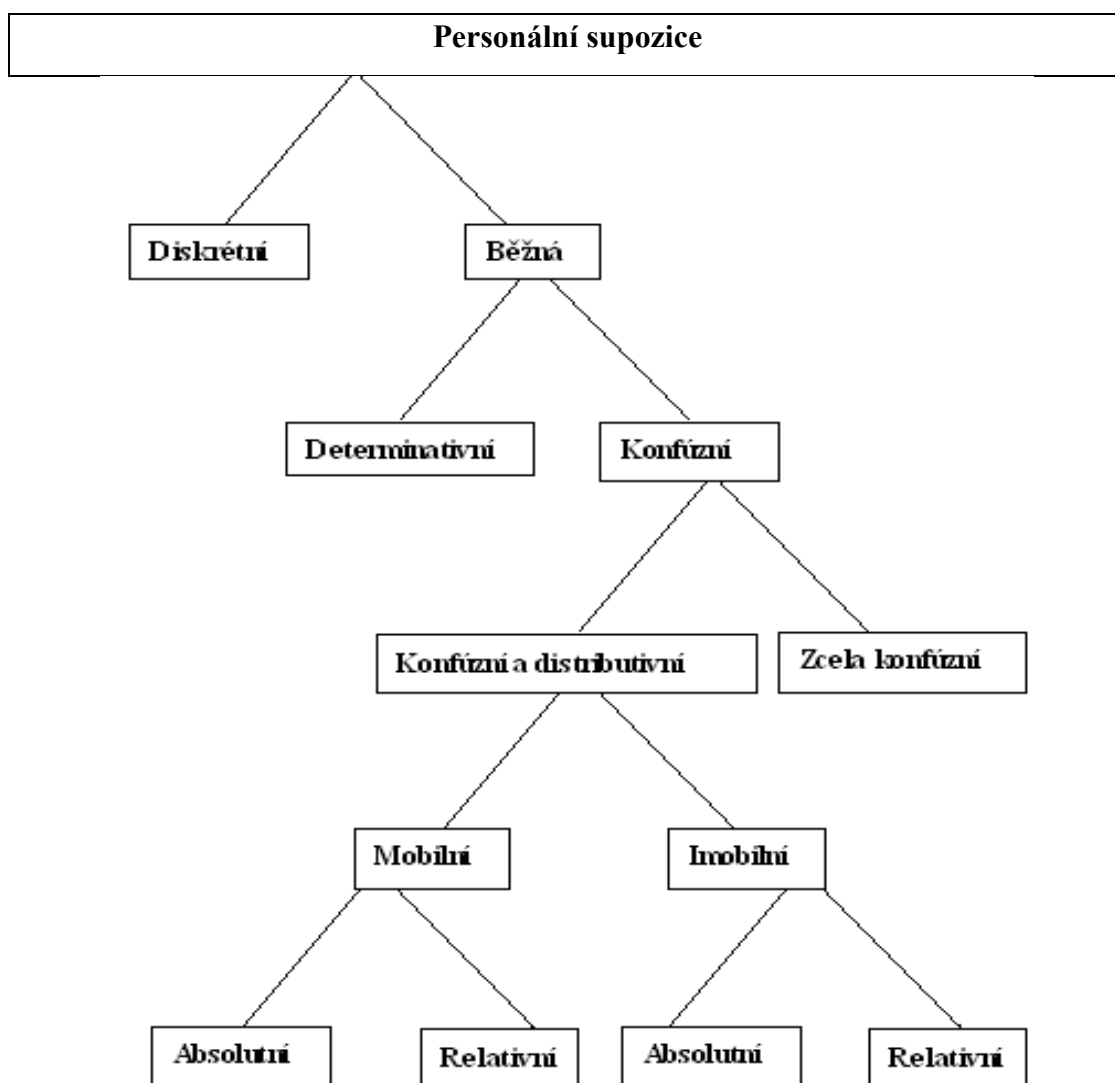 Personální supozice
Diskrétní
Běžná
Determinativní
Konfúzní
Konfúzní a distributivní
Zcela konfúzní
Mobilní
Imobilní
Absolutní
Relativní
Absolutní
Relativní